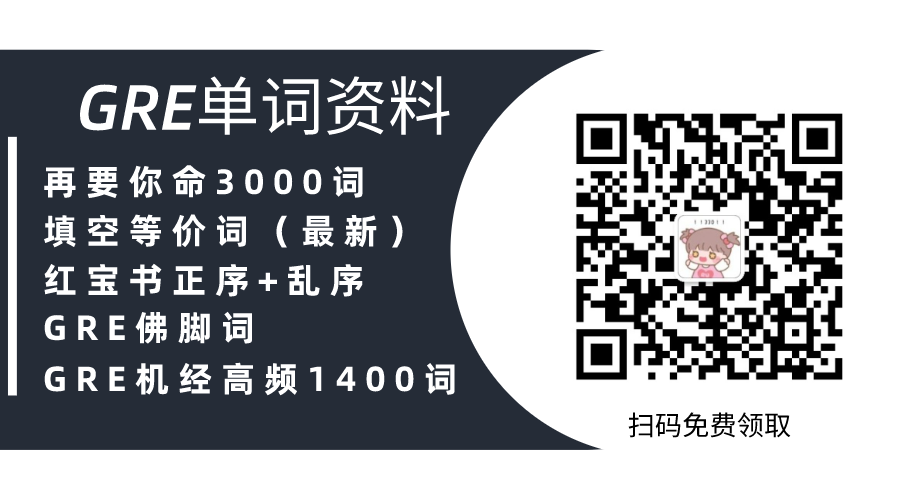 GRE单词资料
再要你命3000词
填空等价词（最新）
红宝书正序+乱序
GRE佛脚词
GRE机经高频1400词
扫码免费领取